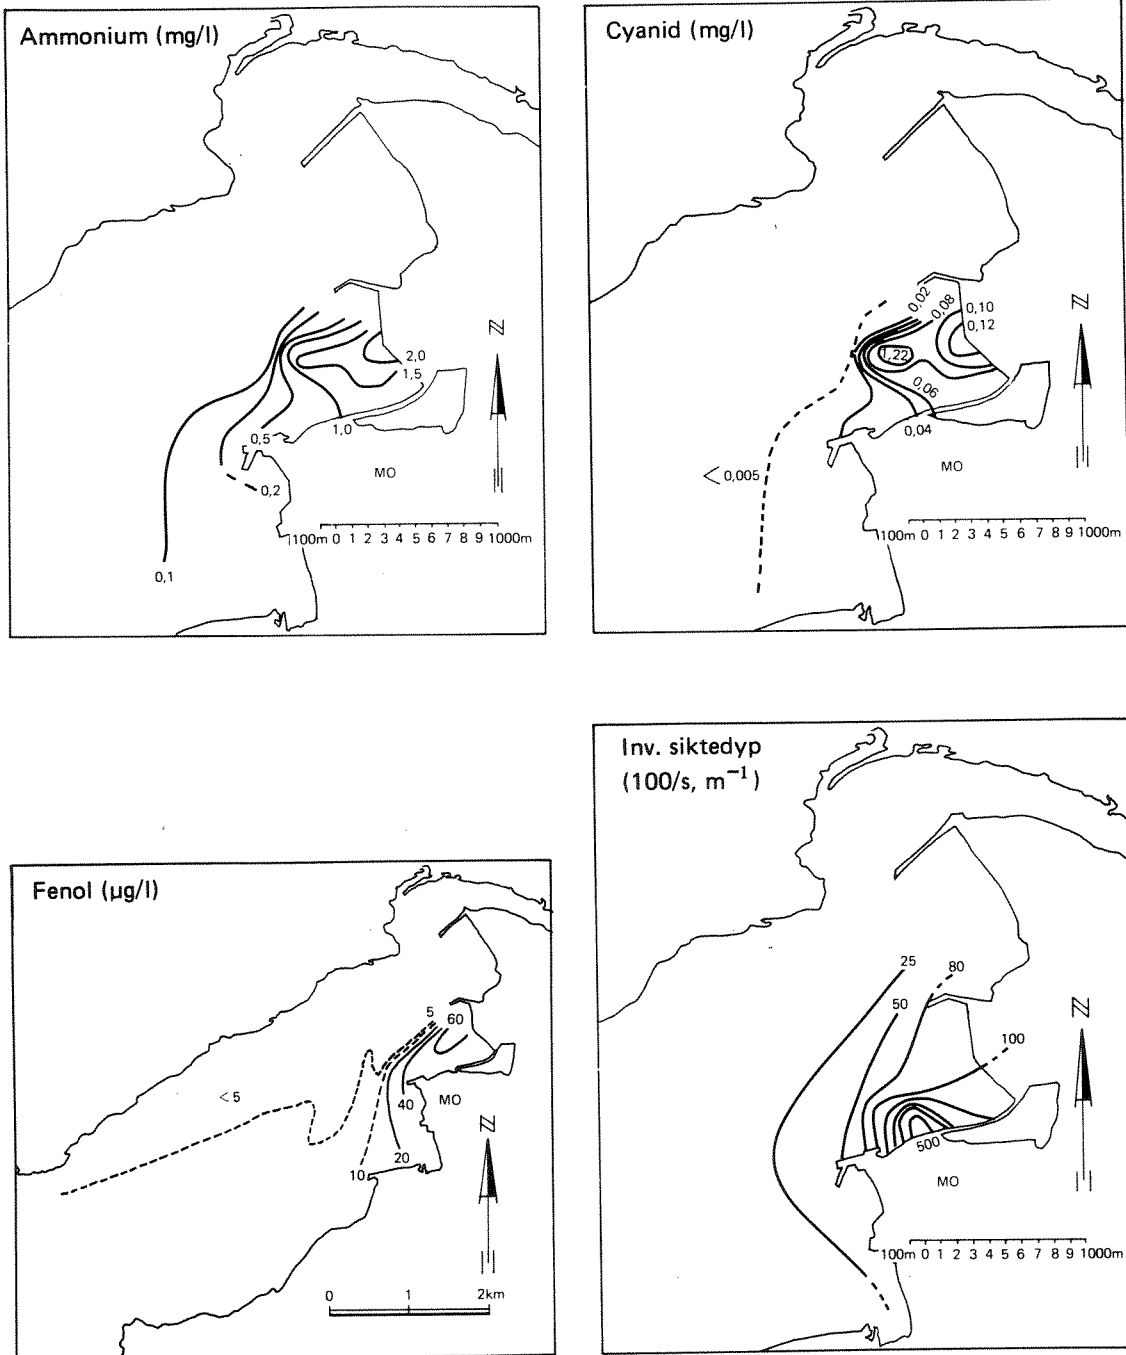 Ammonium (mg/l)
N
2,0
1,5
1,0
0,5
MO
0,2
100m 0 1 2 3 4 5 6 7 8 9 1000m
0,1
Cyanid (mg/l)
0,02
0,08
0,10
0,12
N
1,22
0,06
0,04
MO
< 0,005
100m 0 1 2 3 4 5 6 7 8 9 1000m
Fenol (µg/l)
5 60
< 5
40
MO
N
20
10
0 1 2km
Inv. siktedyp
(100/s, m⁻¹)
25
80
50
N
100
500
MO
100m 0 1 2 3 4 5 6 7 8 9 1000m